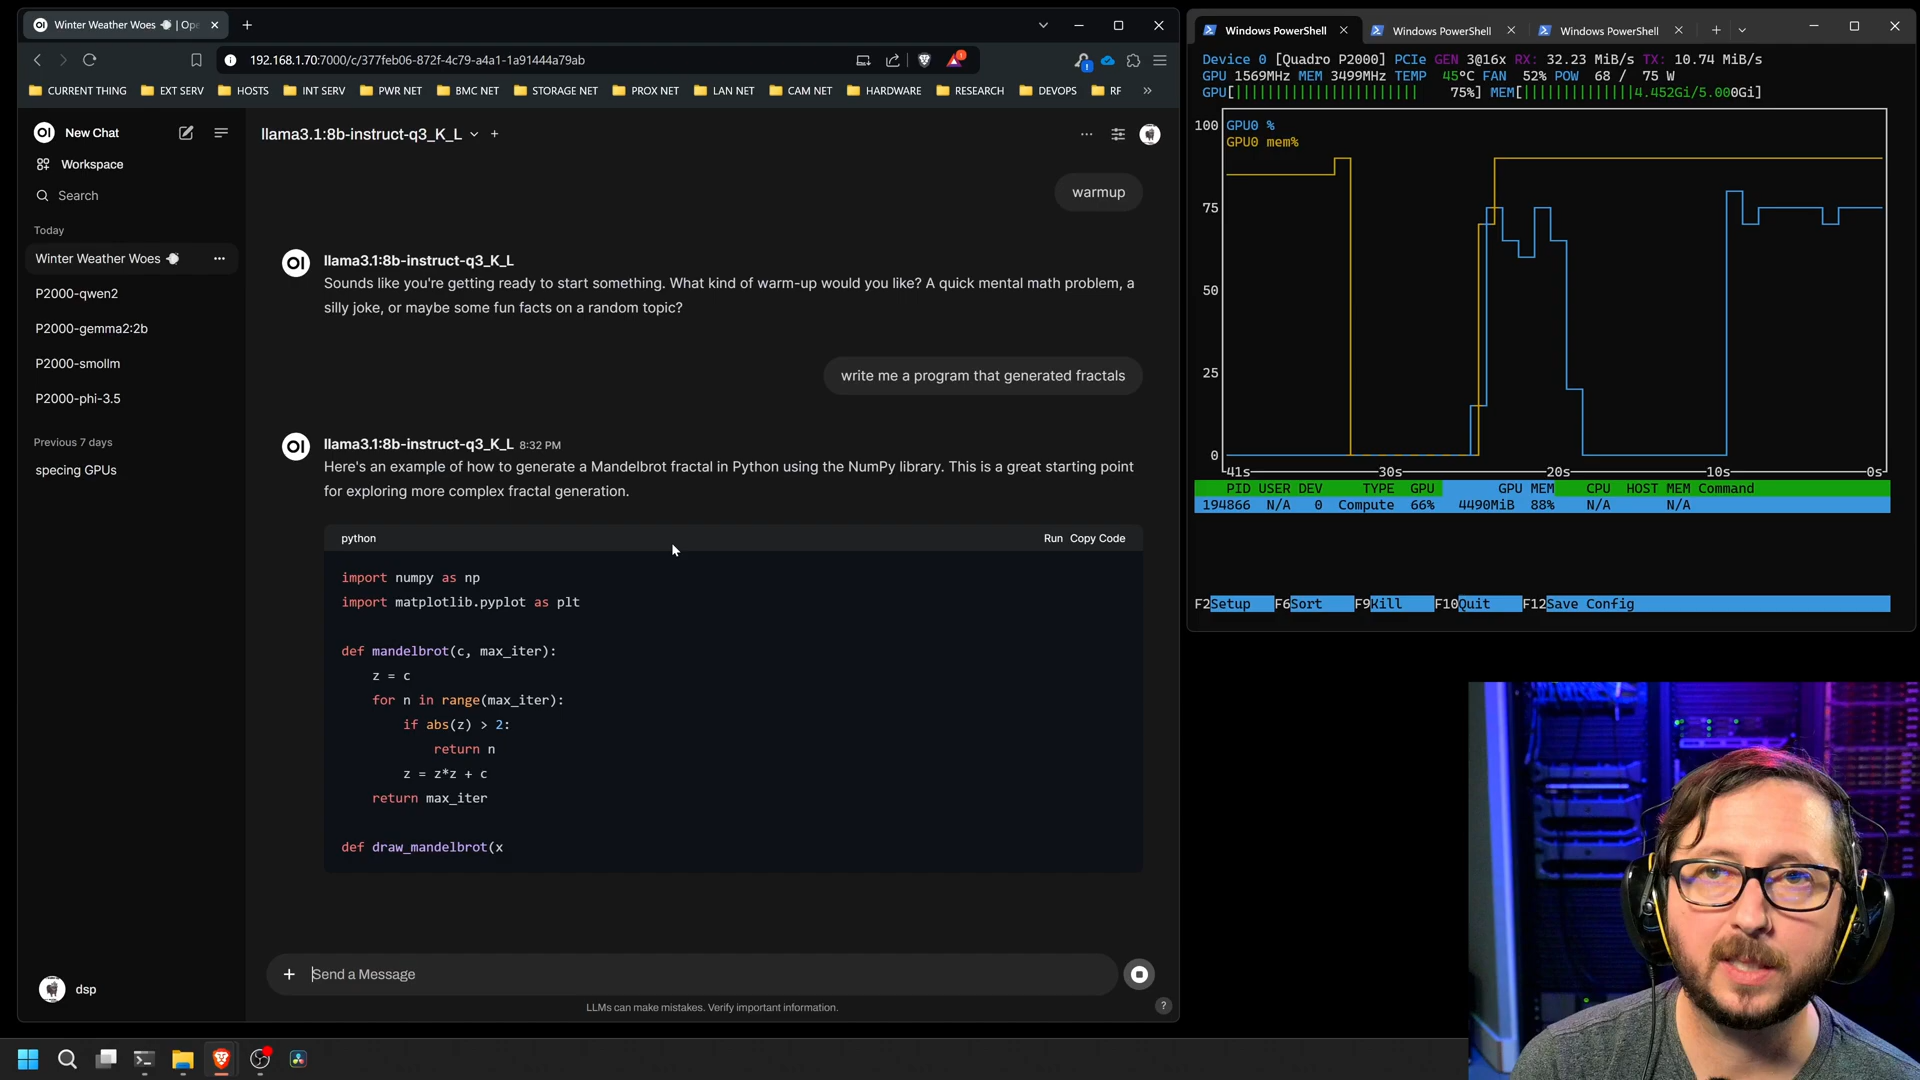 Winter Weather Woes | Ope
192.168.1.70:7000/c/377feb06-872f-4c79-a4a1-1a91444a79ab
CURRENT THING EXT SERV HOSTS INT SERV PWR NET BMC NET STORAGE NET PROX NET LAN NET CAM NET HARDWARE RESEARCH DEVOPS RF
OI New Chat
Workspace
Search
Today
Winter Weather Woes
P2000-qwen2
P2000-gemma2:2b
P2000-smollm
P2000-phi-3.5
Previous 7 days
specing GPUs
dsp
llama3.1:8b-instruct-q3_K_L
warmup
OI llama3.1:8b-instruct-q3_K_L
Sounds like you're getting ready to start something. What kind of warm-up would you like? A quick mental math problem, a
silly joke, or maybe some fun facts on a random topic?
write me a program that generated fractals
OI llama3.1:8b-instruct-q3_K_L 8:32 PM
Here's an example of how to generate a Mandelbrot fractal in Python using the NumPy library. This is a great starting point
for exploring more complex fractal generation.
python Run Copy Code
import numpy as np
import matplotlib.pyplot as plt
def mandelbrot(c, max_iter):
z = c
for n in range(max_iter):
if abs(z) > 2:
return n
z = z*z + c
return max_iter
def draw_mandelbrot(x
Send a Message
LLMs can make mistakes. Verify important information.
?
Windows PowerShell Windows PowerShell Windows PowerShell
Device 0 [Quadro P2000] PCIe GEN 3@16x RX: 32.23 MiB/s TX: 10.74 MiB/s
GPU 1569MHz MEM 3499MHz TEMP 45°C FAN 52% POW 68 / 75 W
GPU[||||||||||||||||||||||| 75%] MEM[||||||||||||||4.452Gi/5.000Gi]
100 GPU0 %
GPU0 mem%
75
50
25
0
41s 30s 20s 10s 0s
PID USER DEV TYPE GPU GPU MEM CPU HOST MEM Command
194866 N/A 0 Compute 66% 4490MiB 88% N/A N/A
F2Setup F6Sort F9Kill F10Quit F12Save Config